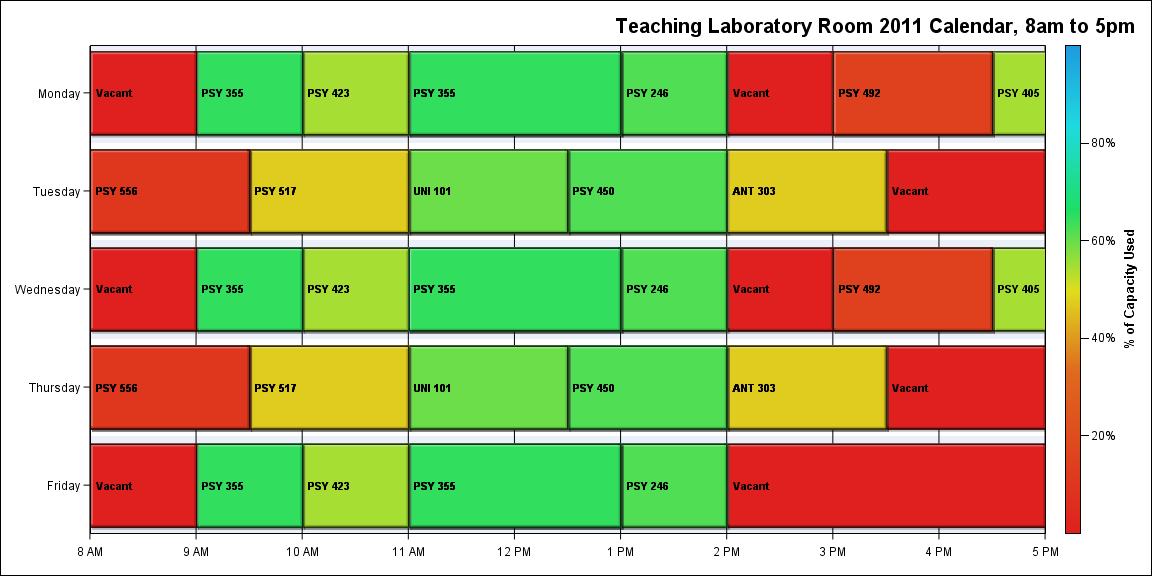 Teaching Laboratory Room 2011 Calendar, 8am to 5pm
Monday
Vacant
PSY 355
PSY 423
PSY 355
PSY 246
Vacant
PSY 492
PSY 405
Tuesday
PSY 556
PSY 517
UNI 101
PSY 450
ANT 303
Vacant
Wednesday
Vacant
PSY 355
PSY 423
PSY 355
PSY 246
Vacant
PSY 492
PSY 405
Thursday
PSY 556
PSY 517
UNI 101
PSY 450
ANT 303
Vacant
Friday
Vacant
PSY 355
PSY 423
PSY 355
PSY 246
Vacant
8 AM
9 AM
10 AM
11 AM
12 PM
1 PM
2 PM
3 PM
4 PM
5 PM
80%
60%
40%
20%
% of Capacity Used